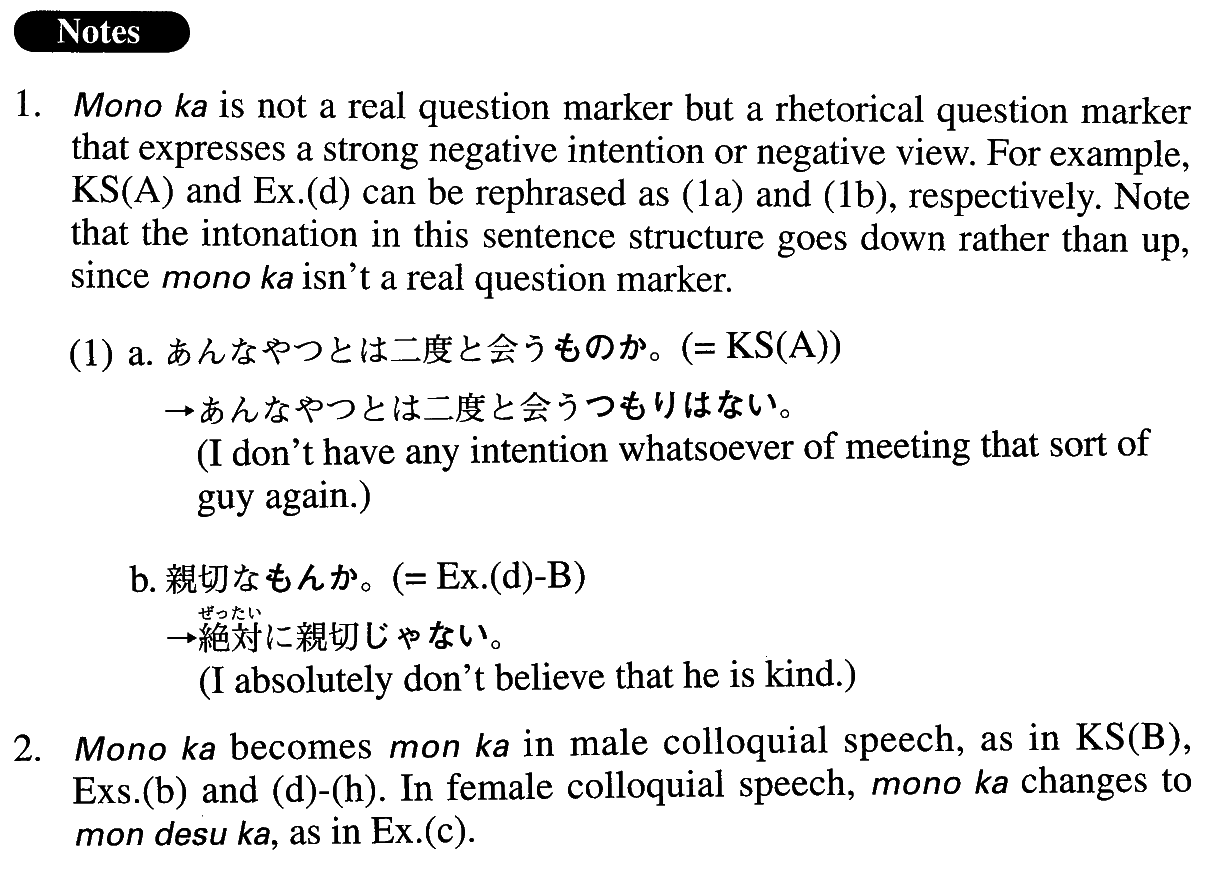 Notes
1. Mono ka is not a real question marker but a rhetorical question marker
that expresses a strong negative intention or negative view. For example,
KS(A) and Ex.(d) can be rephrased as (1a) and (1b), respectively. Note
that the intonation in this sentence structure goes down rather than up,
since mono ka isn't a real question marker.
(1) a. あんなやつとは二度と会うものか。(= KS(A))
→あんなやつとは二度と会うつもりはない。
(I don't have any intention whatsoever of meeting that sort of
guy again.)
b. 親切なもんか。(= Ex.(d)-B)
ぜったい
→絶対に親切じゃない。
(I absolutely don't believe that he is kind.)
2. Mono ka becomes mon ka in male colloquial speech, as in KS(B),
Exs.(b) and (d)-(h). In female colloquial speech, mono ka changes to
mon desu ka, as in Ex.(c).